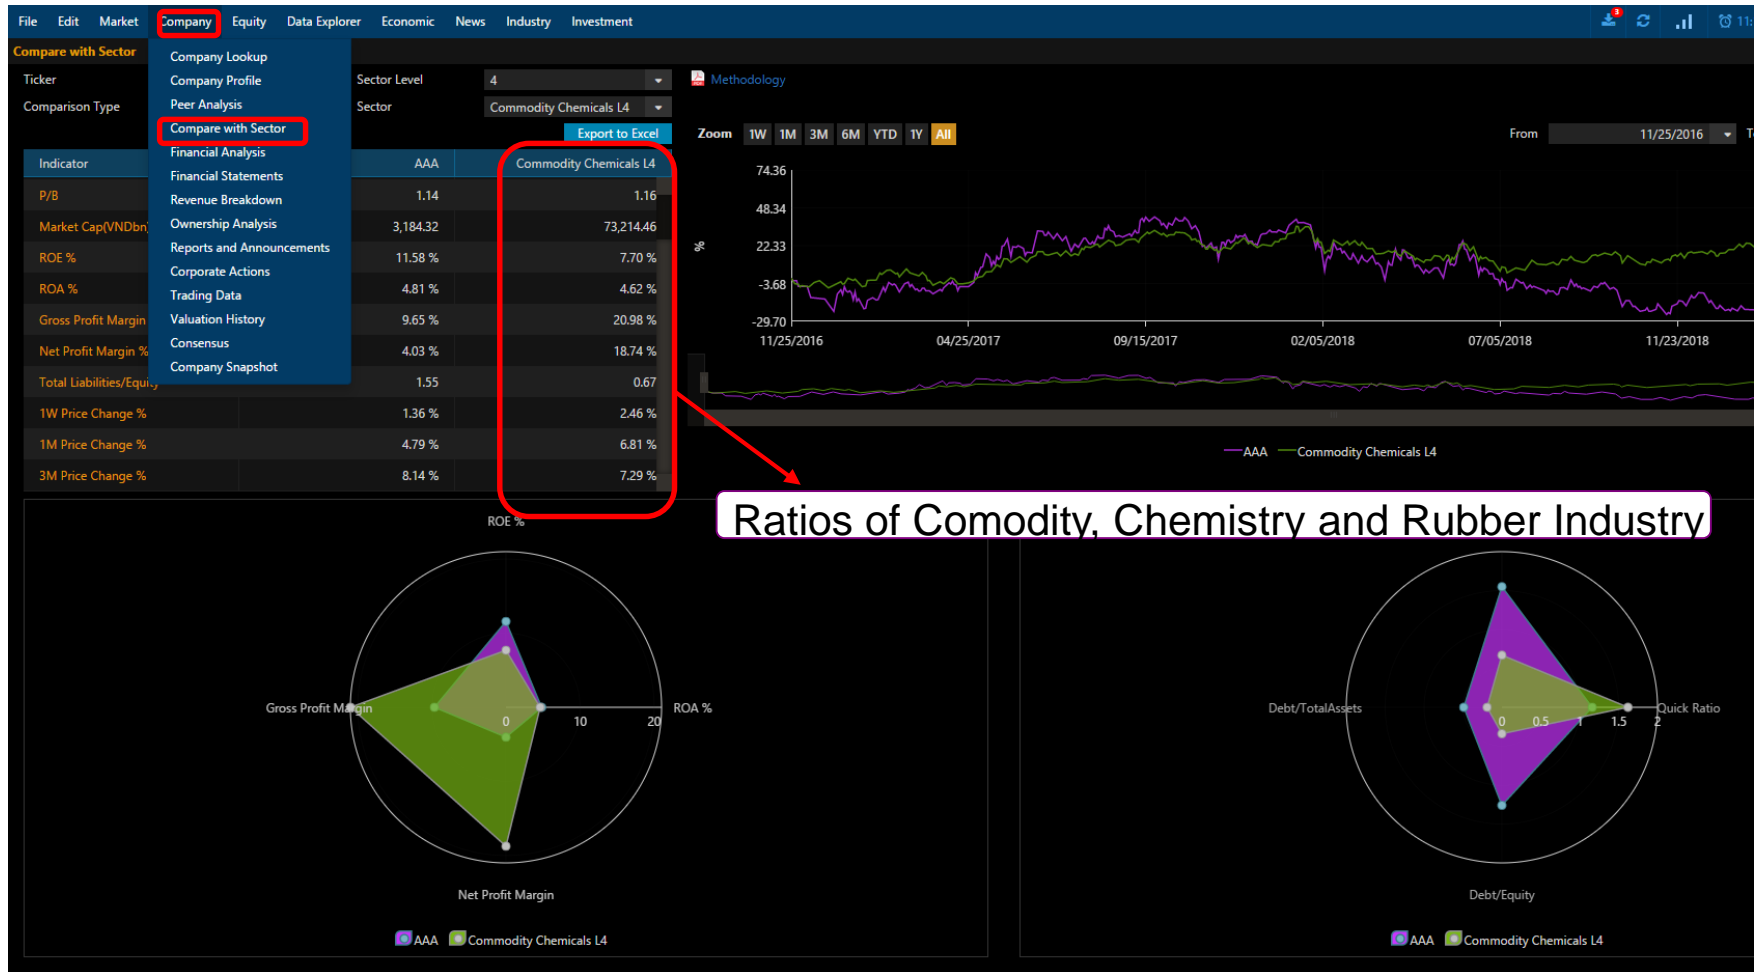 File Edit Market Company Equity Data Explorer Economic News Industry Investment 3 11:
Compare with Sector
Company Lookup
Company Profile
Peer Analysis
Compare with Sector
Financial Analysis
Financial Statements
Revenue Breakdown
Ownership Analysis
Reports and Announcements
Corporate Actions
Trading Data
Valuation History
Consensus
Company Snapshot
Ticker Sector Level 4
Comparison Type Sector Commodity Chemicals L4
Export to Excel
Indicator AAA Commodity Chemicals L4
P/B 1.14 1.16
Market Cap(VNDbn) 3,184.32 73,214.46
ROE % 11.58 % 7.70 %
ROA % 4.81 % 4.62 %
Gross Profit Margin 9.65 % 20.98 %
Net Profit Margin % 4.03 % 18.74 %
Total Liabilities/Equity 1.55 0.67
1W Price Change % 1.36 % 2.46 %
1M Price Change % 4.79 % 6.81 %
3M Price Change % 8.14 % 7.29 %
Methodology
Zoom 1W 1M 3M 6M YTD 1Y All From 11/25/2016
74.36
48.34
22.33
-3.68
-29.70
%
11/25/2016 04/25/2017 09/15/2017 02/05/2018 07/05/2018 11/23/2018
AAA Commodity Chemicals L4
Ratios of Comodity, Chemistry and Rubber Industry
ROE %
Gross Profit Margin ROA %
0 10 20
Net Profit Margin
AAA Commodity Chemicals L4
Debt/TotalAssets Quick Ratio
0 0.5 1 1.5 2
Debt/Equity
AAA Commodity Chemicals L4